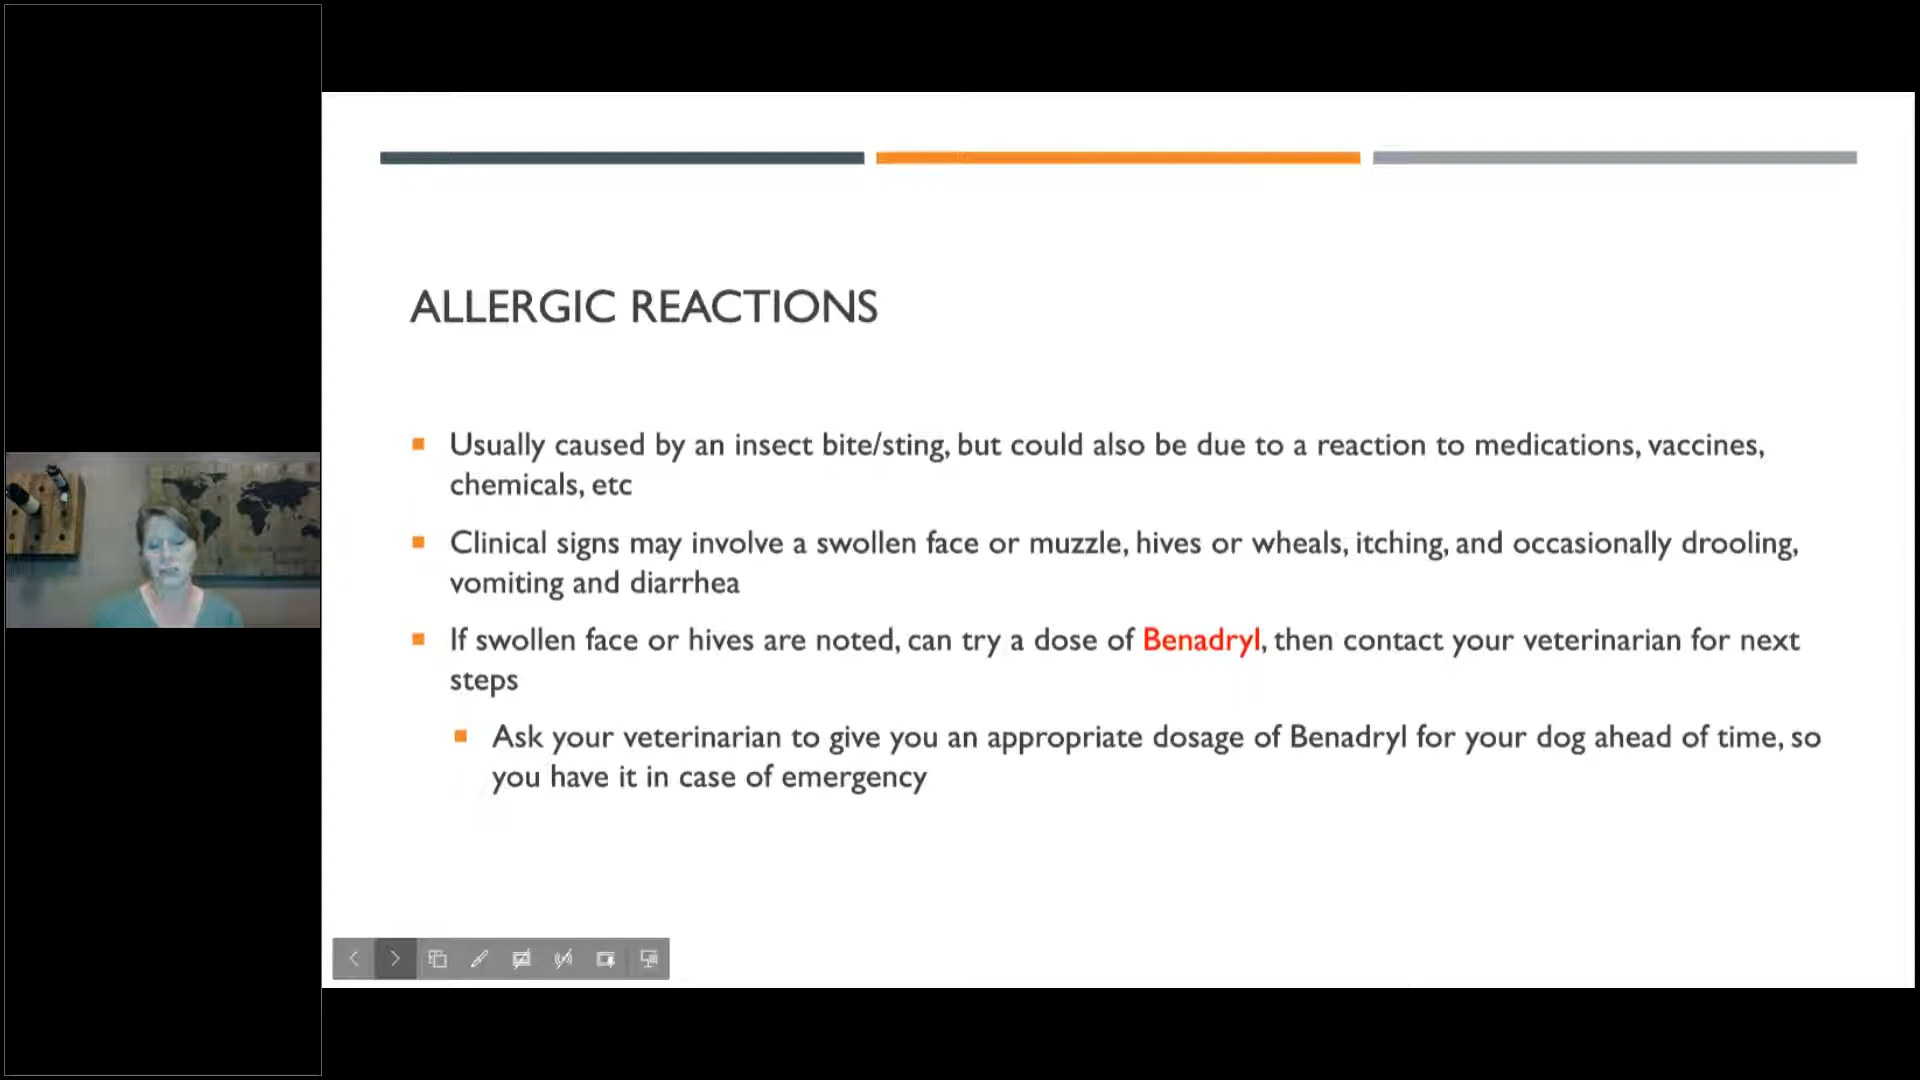 ALLERGIC REACTIONS
Usually caused by an insect bite/sting, but could also be due to a reaction to medications, vaccines,
chemicals, etc
Clinical signs may involve a swollen face or muzzle, hives or wheals, itching, and occasionally drooling,
vomiting and diarrhea
If swollen face or hives are noted, can try a dose of Benadryl, then contact your veterinarian for next
steps
Ask your veterinarian to give you an appropriate dosage of Benadryl for your dog ahead of time, so
you have it in case of emergency